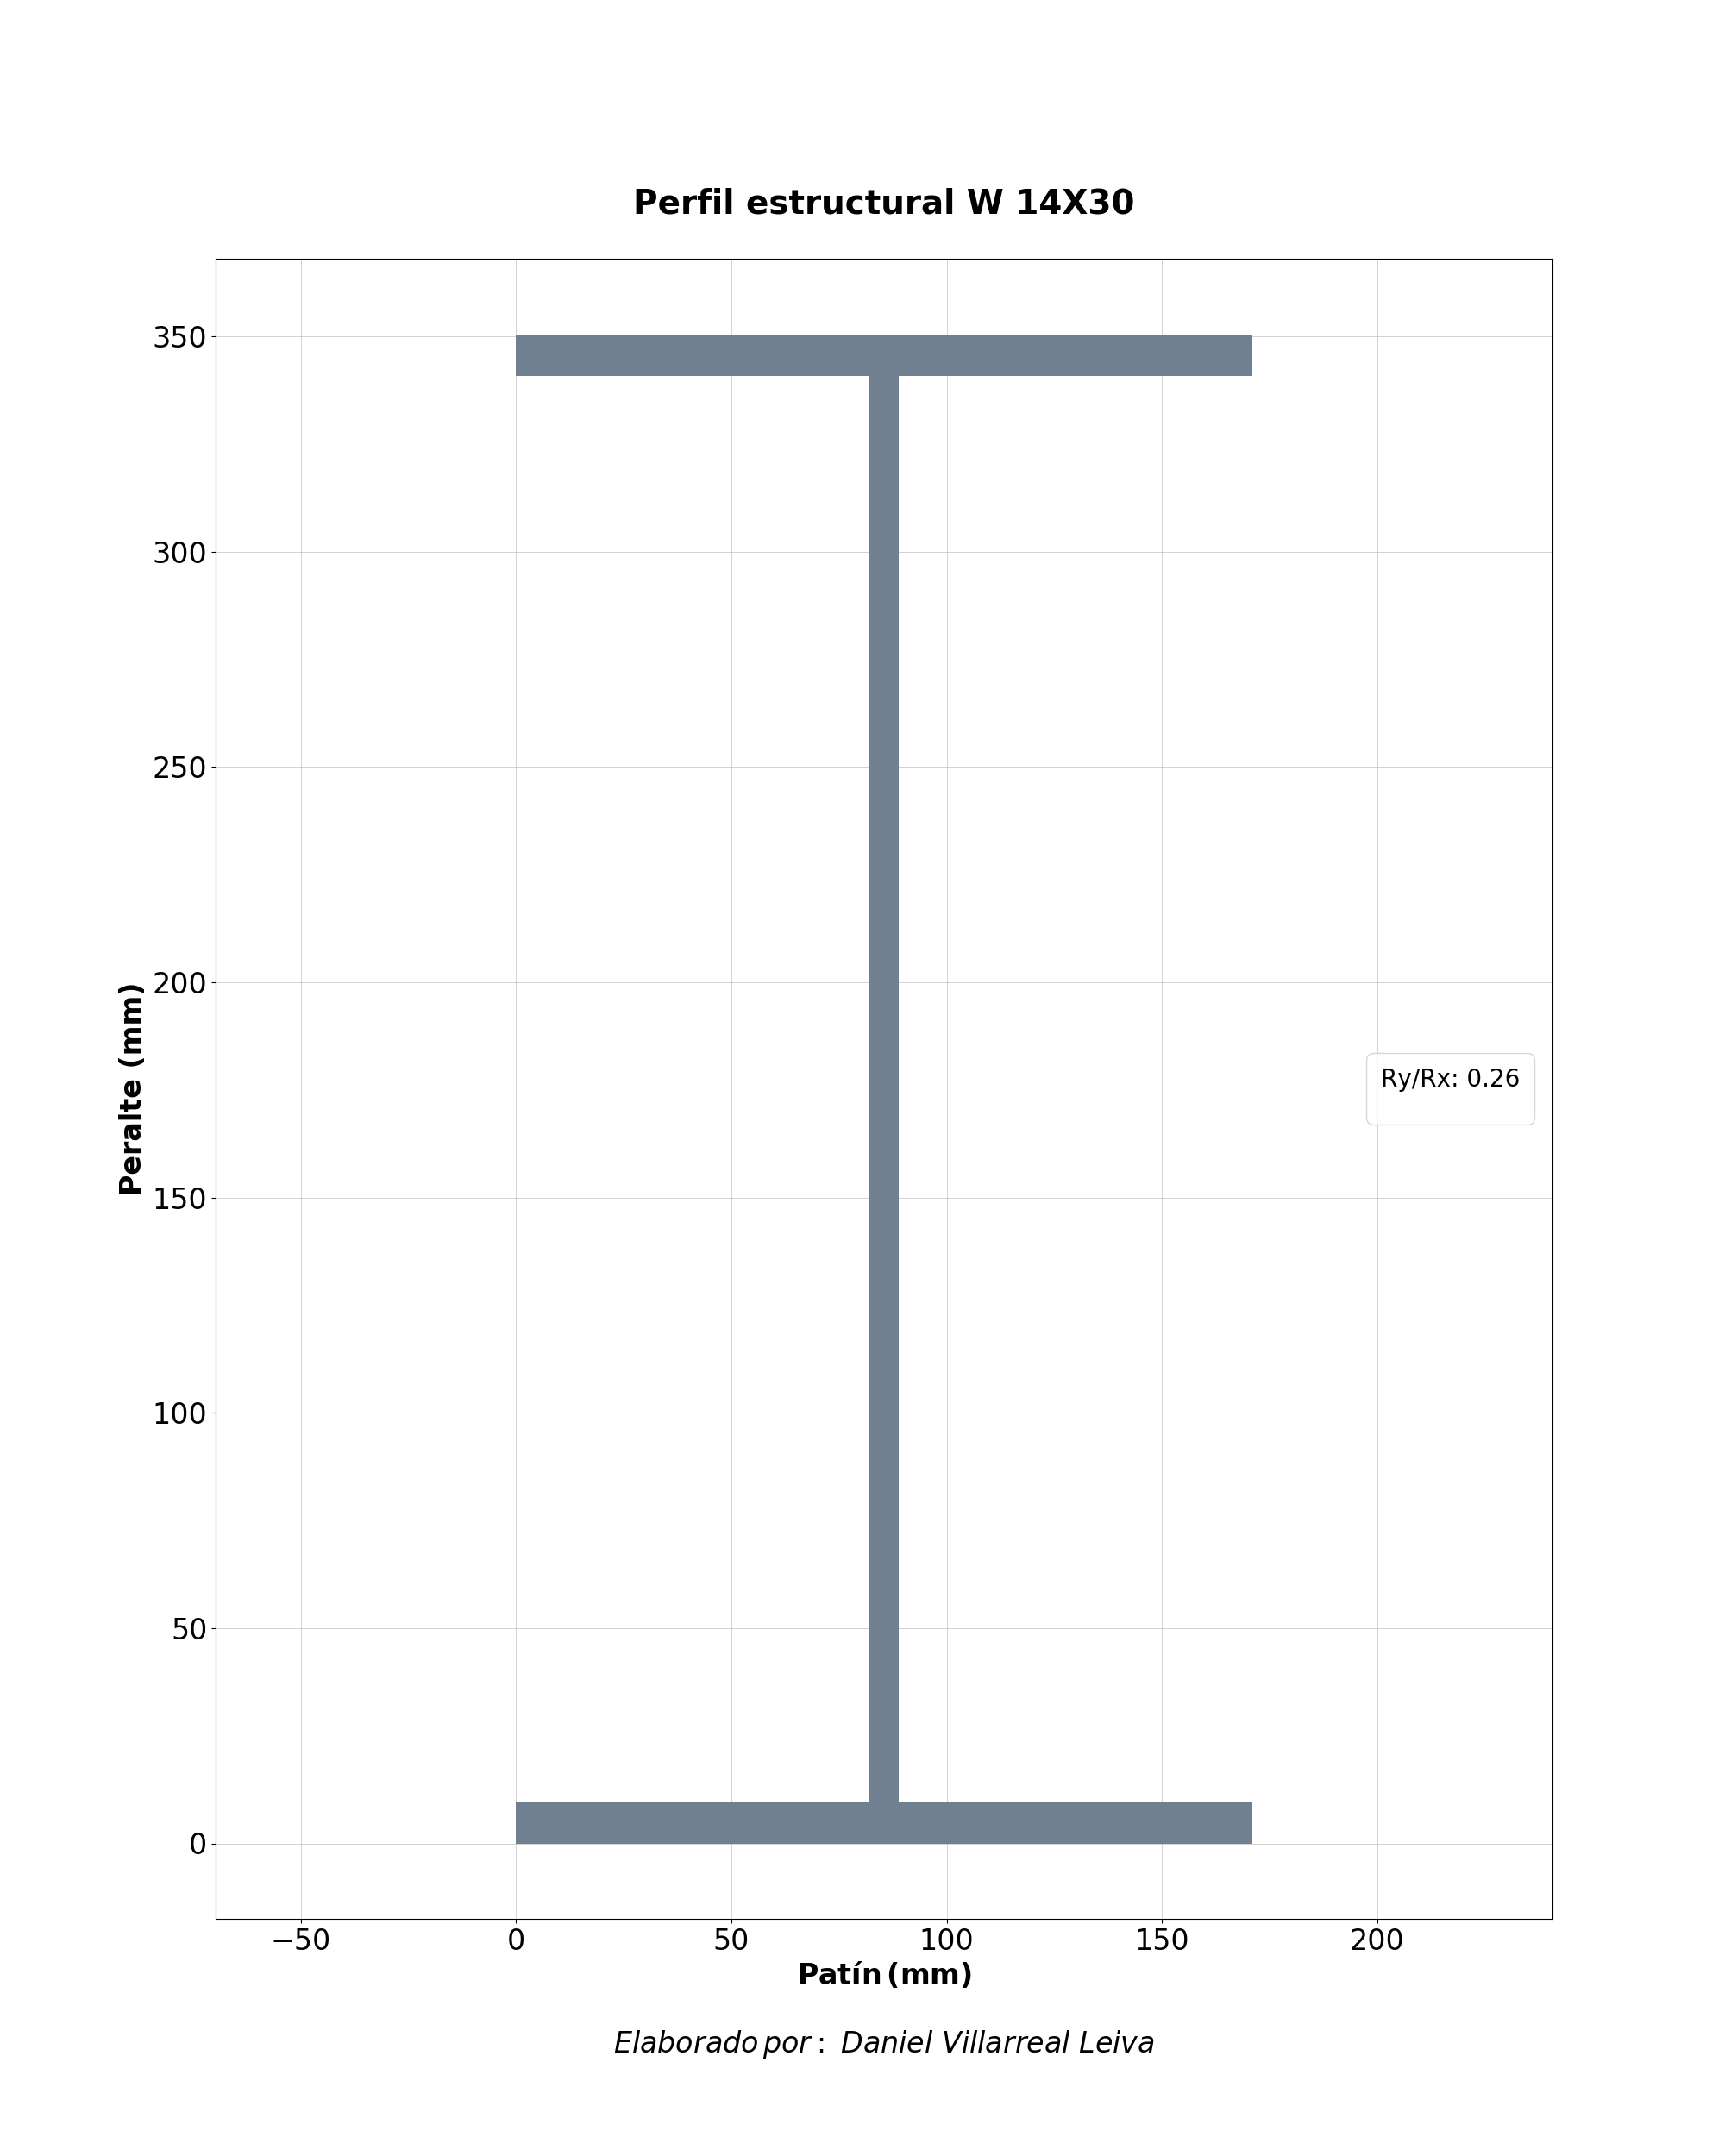 Perfil estructural W 14X30
350
300
250
200
150
100
50
0
Peralte (mm)
Ry/Rx: 0.26
−50 0 50 100 150 200
Patín (mm)
Elaborado por: Daniel Villarreal Leiva